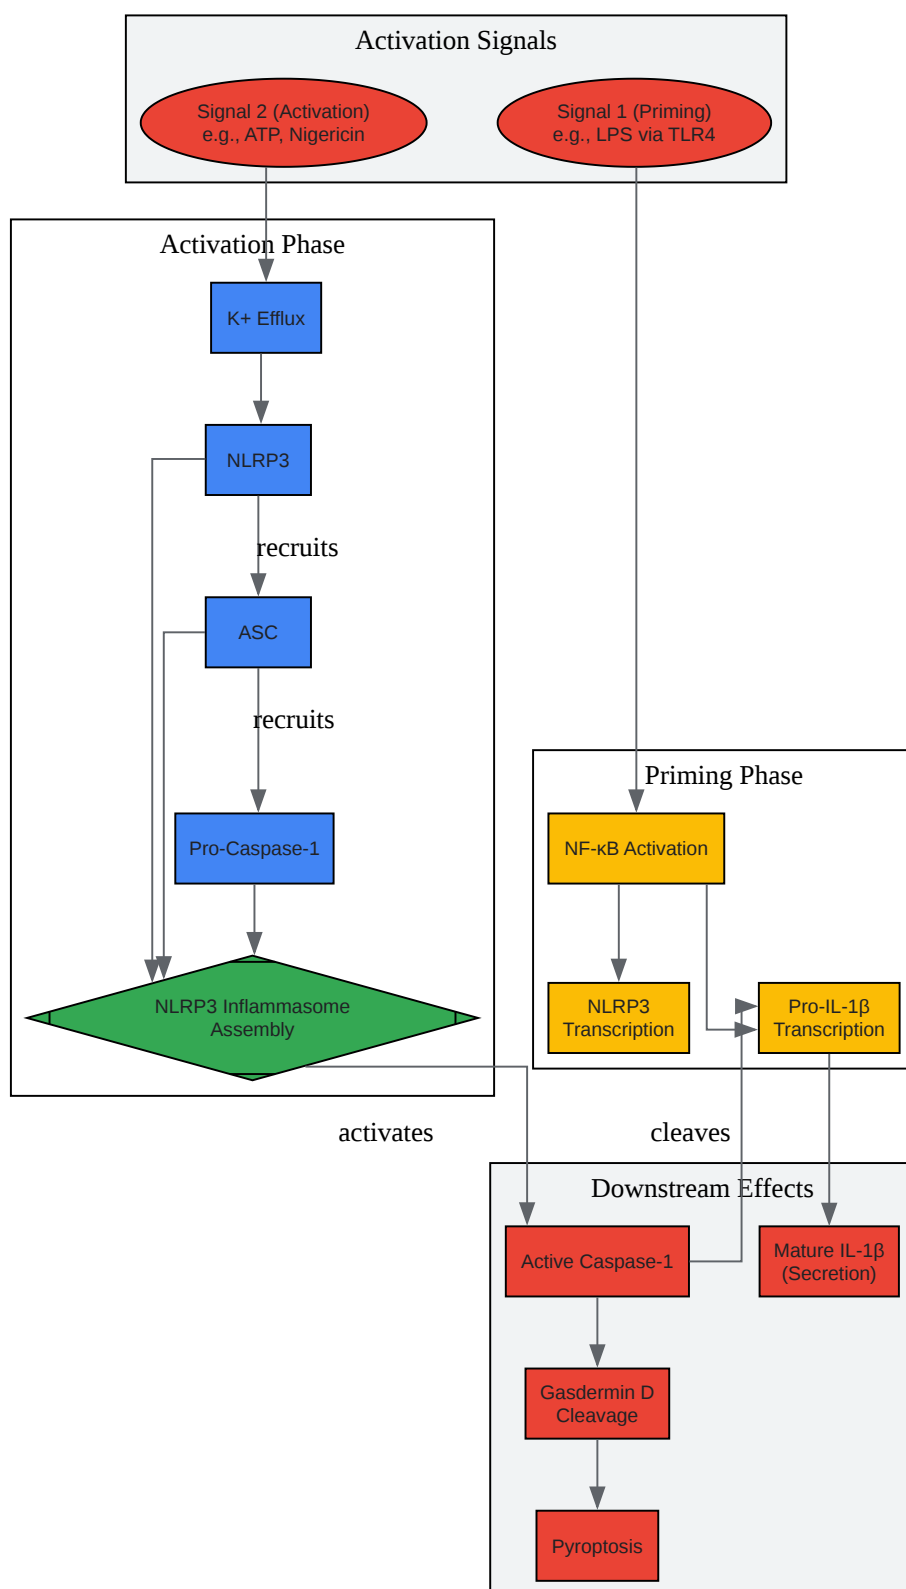 Activation Signals
Signal 2 (Activation)
e.g., ATP, Nigericin
Signal 1 (Priming)
e.g., LPS via TLR4
Activation Phase
K+ Efflux
NLRP3
recruits
ASC
recruits
Pro-Caspase-1
NLRP3 Inflammasome
Assembly
Priming Phase
NF-κB Activation
NLRP3
Transcription
Pro-IL-1β
Transcription
activates
cleaves
Downstream Effects
Active Caspase-1
Mature IL-1β
(Secretion)
Gasdermin D
Cleavage
Pyroptosis